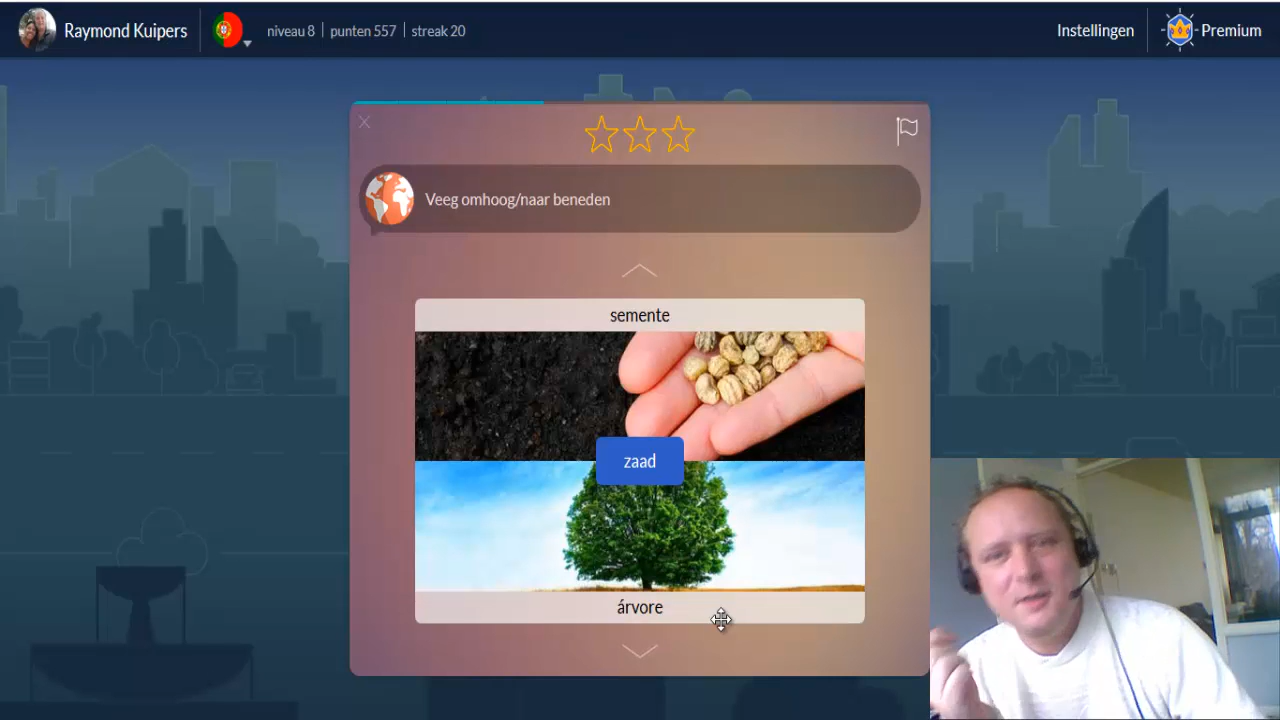 Raymond Kuipers
niveau 8 | punten 557 | streak 20
Instellingen
Premium
Veeg omhoog/naar beneden
semente
zaad
árvore